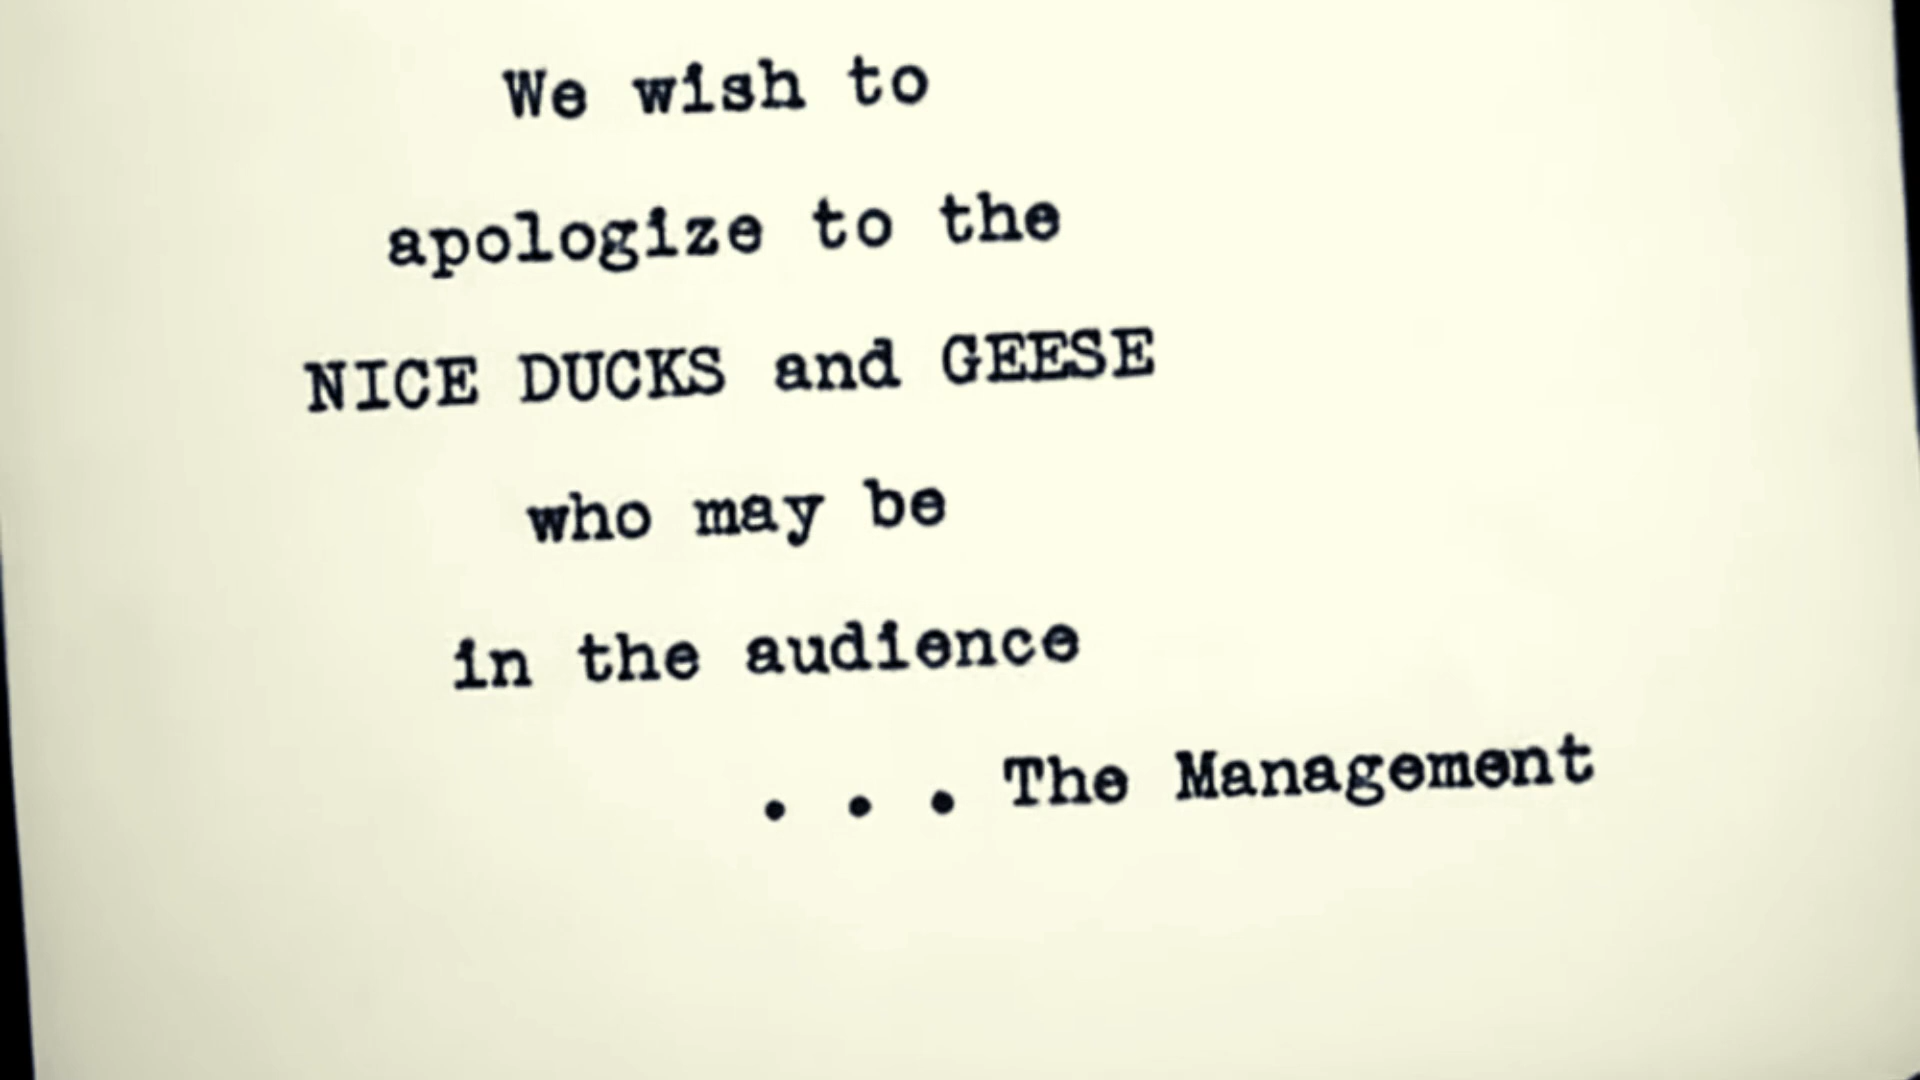 We wish to
apologize to the
NICE DUCKS and GEESE
who may be
in the audience
. . . The Management